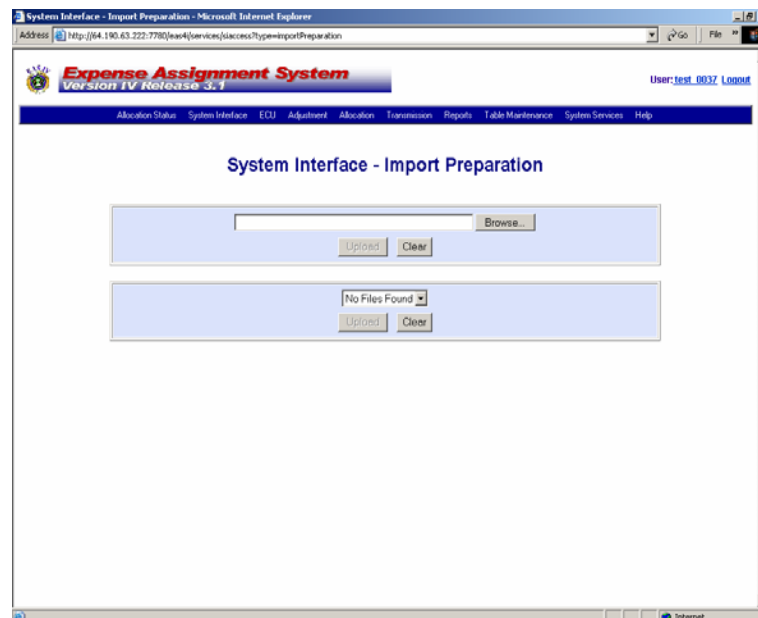 System Interface - Import Preparation - Microsoft Internet Explorer
Address http://64.190.63.222:7780/eas4j/services/siaccess?type=importPreparation Go File »
Expense Assignment System
Version IV Release 3.1
User: test_0037 Logout
Allocation Status System Interface ECU Adjustment Allocation Transmission Reports Table Maintenance System Services Help
System Interface - Import Preparation
Browse...
Upload Clear
No Files Found
Upload Clear
Internet